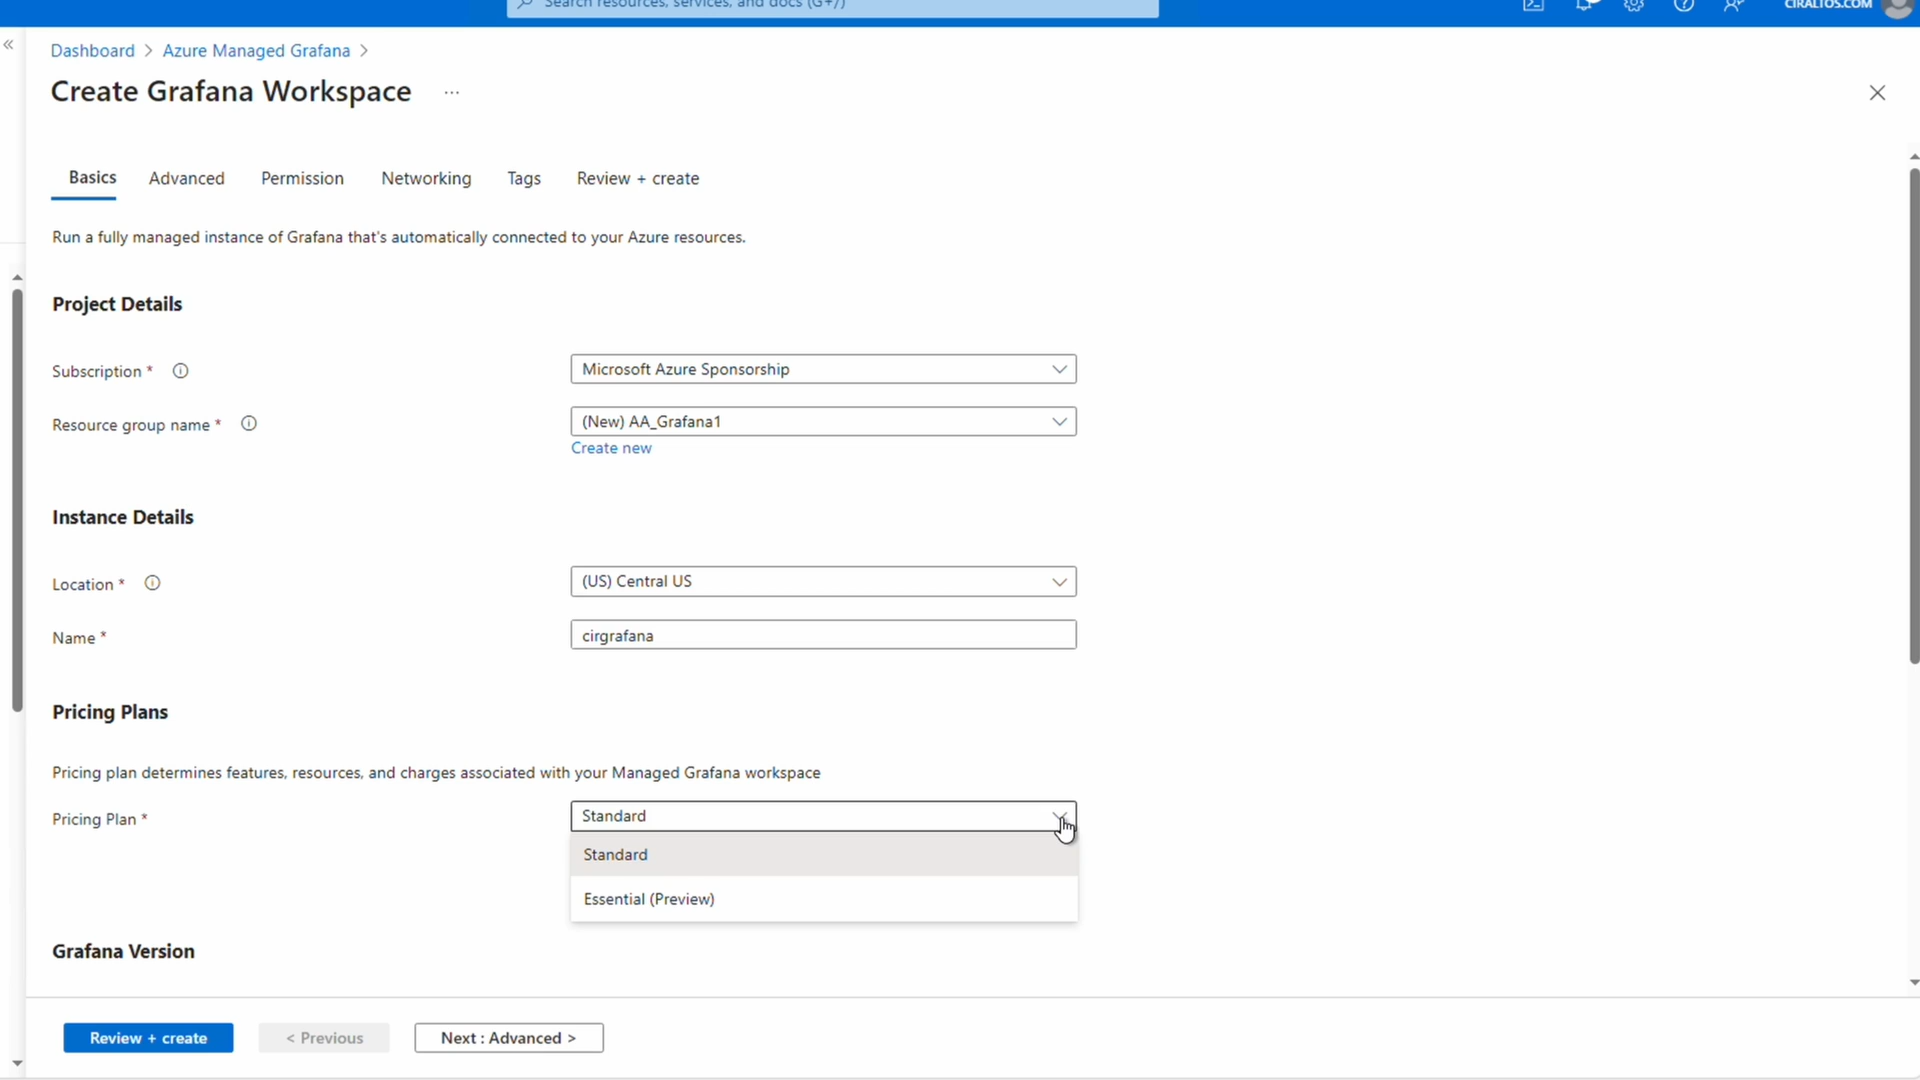 Search resources, services, and docs (G+/)
CIRALTOS.COM
Dashboard > Azure Managed Grafana >
Create Grafana Workspace ...
Basics Advanced Permission Networking Tags Review + create
Run a fully managed instance of Grafana that's automatically connected to your Azure resources.
Project Details
Subscription * Microsoft Azure Sponsorship
Resource group name * (New) AA_Grafana1
Create new
Instance Details
Location * (US) Central US
Name * cirgrafana
Pricing Plans
Pricing plan determines features, resources, and charges associated with your Managed Grafana workspace
Pricing Plan * Standard
Standard
Essential (Preview)
Grafana Version
Review + create < Previous Next : Advanced >